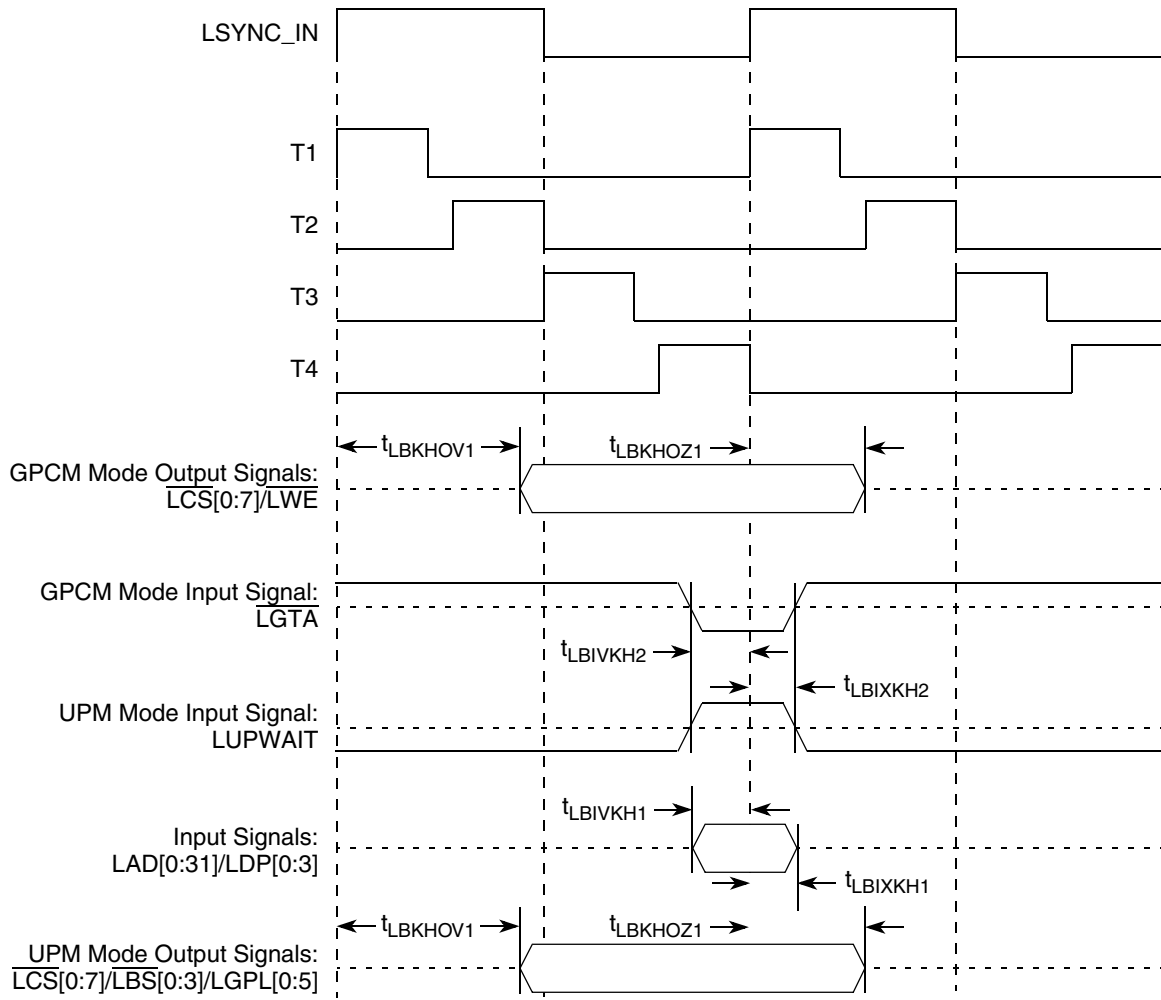 LSYNC_IN
T1
T2
T3
T4
tLBKHOV1
tLBKHOZ1
GPCM Mode Output Signals:
LCS[0:7]/LWE
GPCM Mode Input Signal:
LGTA
tLBIVKH2
tLBIXKH2
UPM Mode Input Signal:
LUPWAIT
tLBIVKH1
Input Signals:
LAD[0:31]/LDP[0:3]
tLBIXKH1
tLBKHOV1
tLBKHOZ1
UPM Mode Output Signals:
LCS[0:7]/LBS[0:3]/LGPL[0:5]